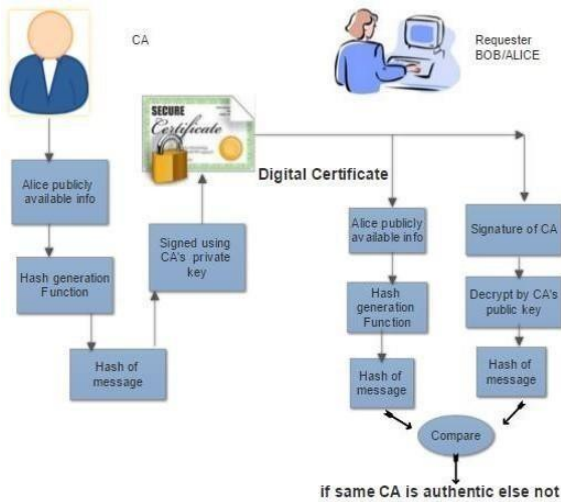 CA
Requester
BOB/ALICE
SECURE
Certificate
Digital Certificate
Alice publicly
available info
Signed using
CA's private
key
Alice publicly
available info
Signature of CA
Hash generation
Function
Hash
generation
Function
Decrypt by CA's
public key
Hash of
message
Hash of
message
Hash of
message
Compare
if same CA is authentic else not